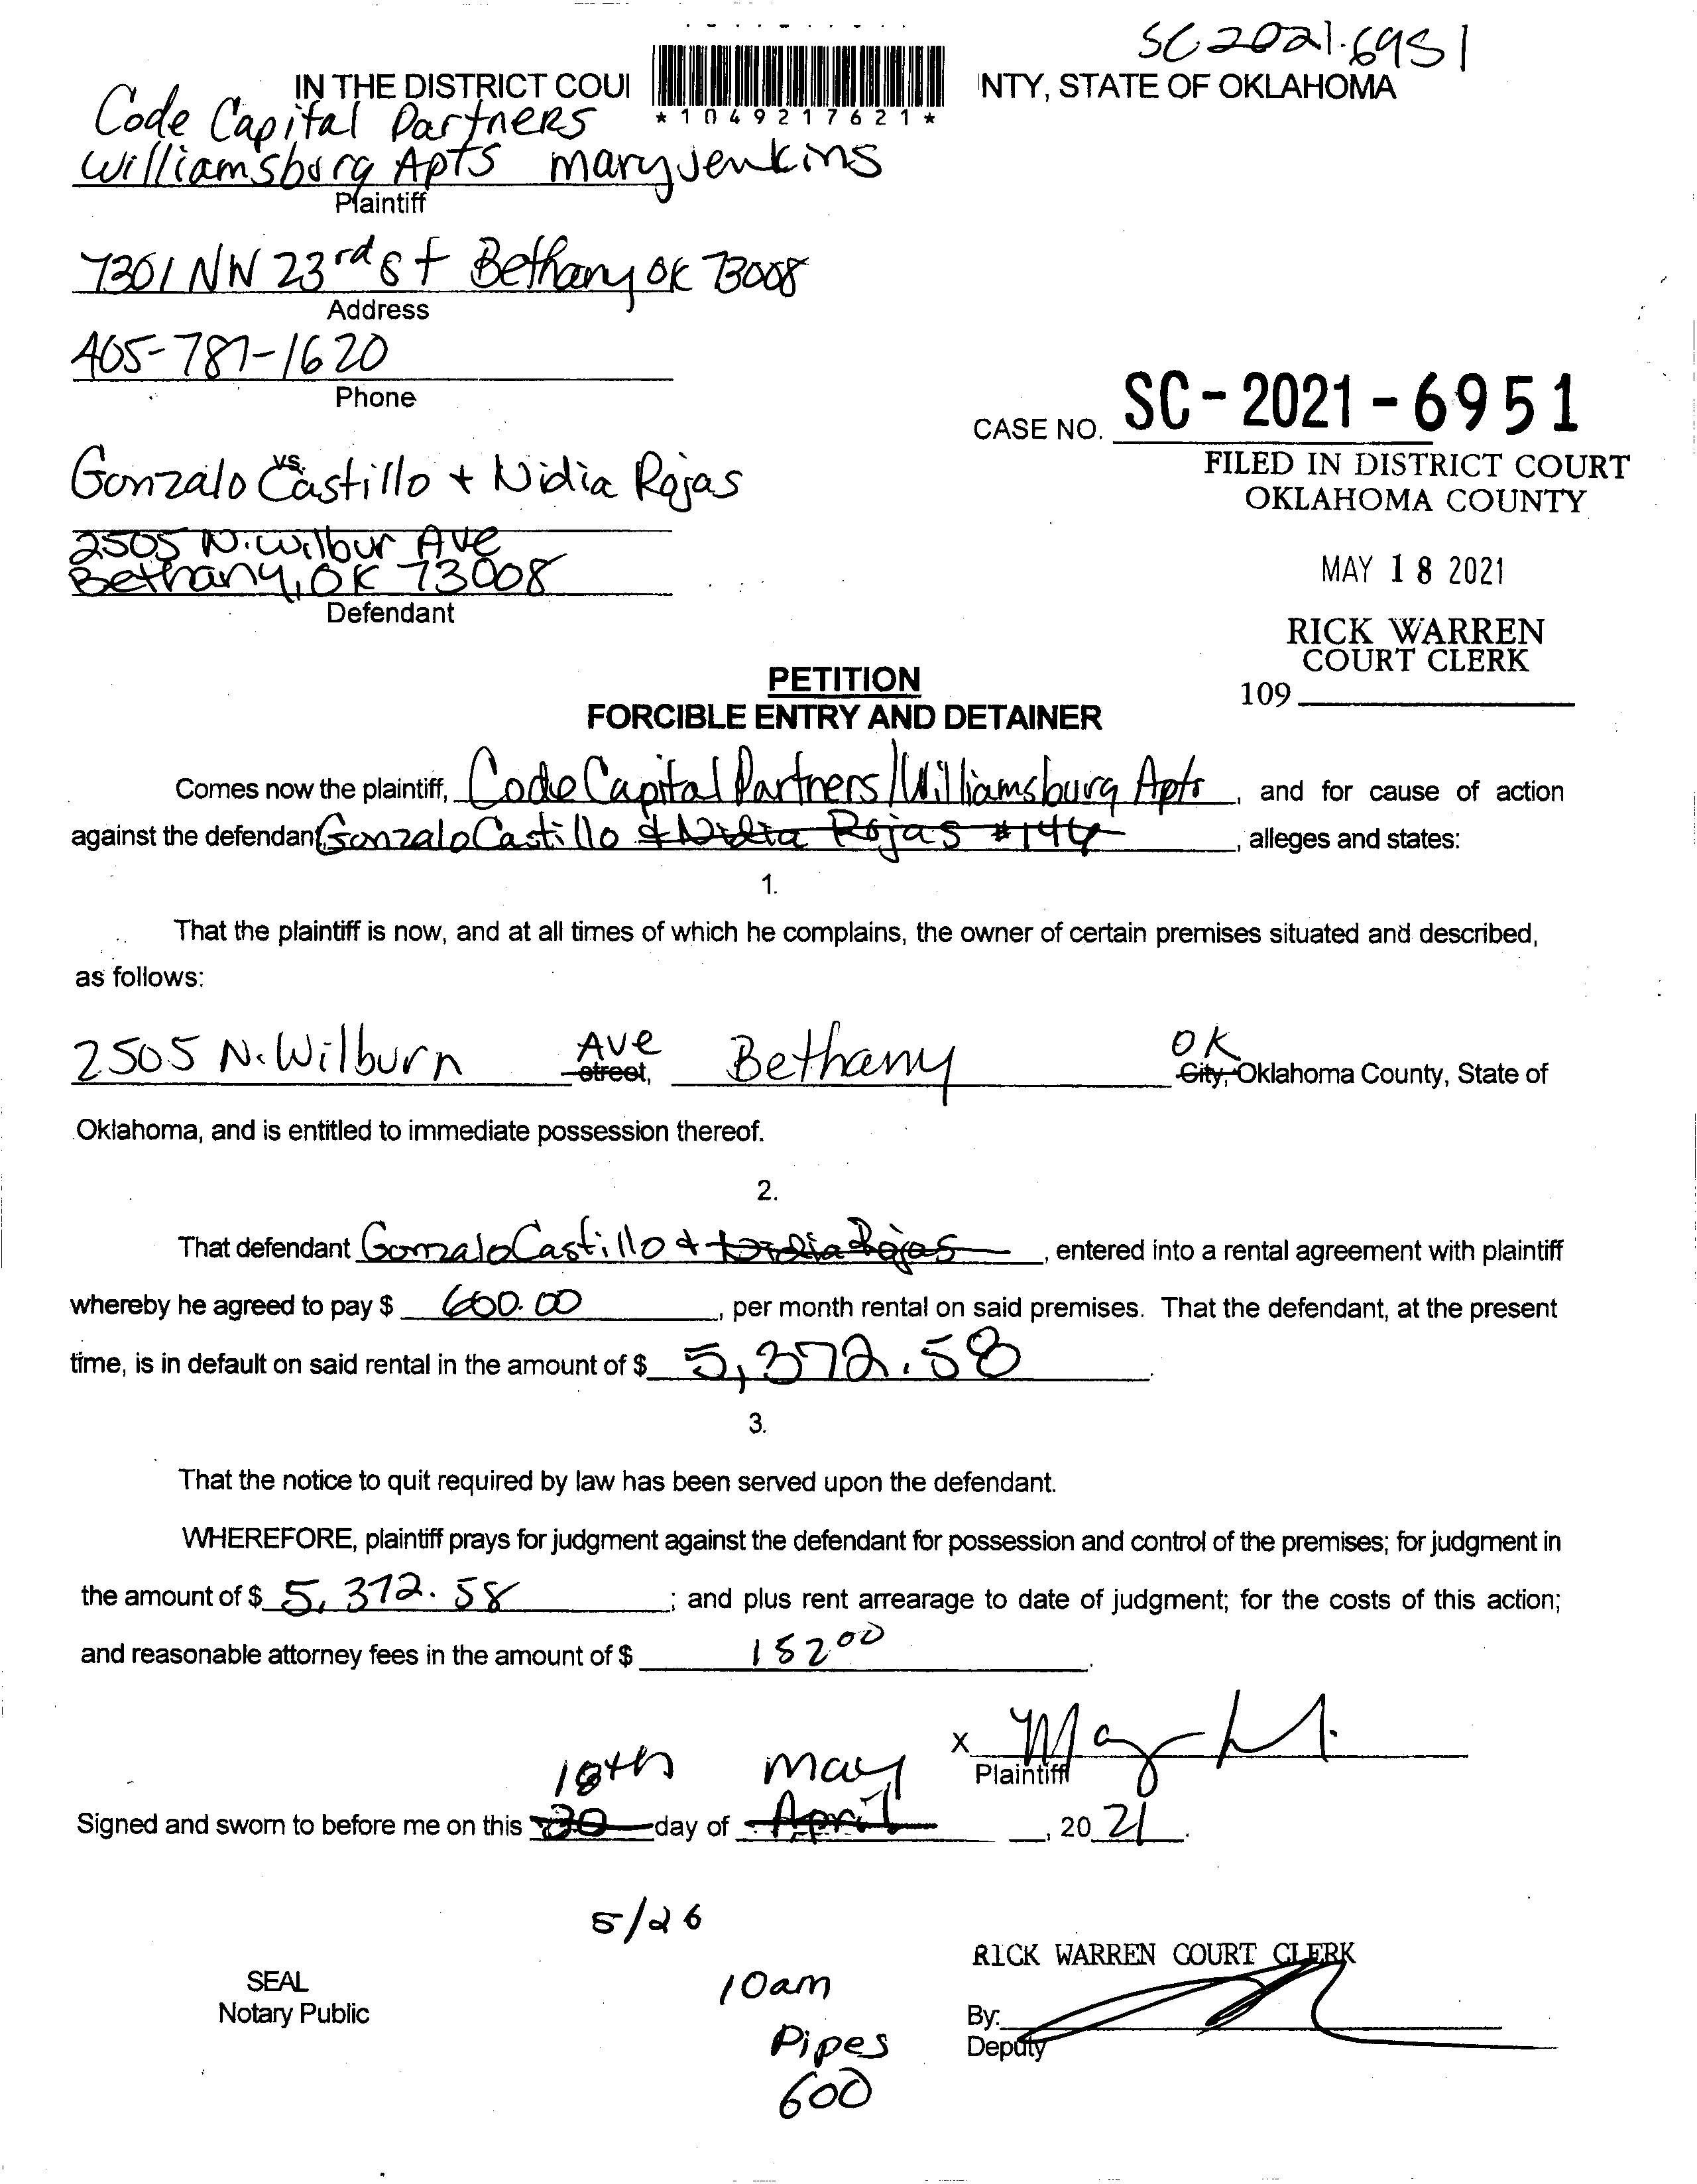 SC2021-6951
IN THE DISTRICT COU NTY, STATE OF OKLAHOMA
*1049217621*
Code Capital Partners
Williamsburg Apts Mary Jenkins
Plaintiff
7301 NW 23rd St Bethany OK 73008
Address
405-787-1620
Phone
CASE NO. SC-2021-6951
FILED IN DISTRICT COURT
OKLAHOMA COUNTY
MAY 18 2021
RICK WARREN
COURT CLERK
109
vs.
Gonzalo Castillo + Nidia Rojas
2505 N. Wilbur Ave
Bethany, OK 73008
Defendant
PETITION
FORCIBLE ENTRY AND DETAINER
Comes now the plaintiff, Code Capital Partners/Williamsburg Apts, and for cause of action
against the defendant, Gonzalo Castillo & Nidia Rojas #144, alleges and states:
1.
That the plaintiff is now, and at all times of which he complains, the owner of certain premises situated and described,
as follows:
2505 N. Wilburn Ave street, Bethany OK City, Oklahoma County, State of
Oklahoma, and is entitled to immediate possession thereof.
2.
That defendant Gonzalo Castillo & Nidia Rojas, entered into a rental agreement with plaintiff
whereby he agreed to pay $ 600.00, per month rental on said premises. That the defendant, at the present
time, is in default on said rental in the amount of $ 5,372.58.
3.
That the notice to quit required by law has been served upon the defendant.
WHEREFORE, plaintiff prays for judgment against the defendant for possession and control of the premises; for judgment in
the amount of $ 5,372.58; and plus rent arrearage to date of judgment; for the costs of this action;
and reasonable attorney fees in the amount of $ 152 00.
x
Plaintiff
18th May
Signed and sworn to before me on this 30 day of April, 20 21.
5/26
10am
Pipes
600
SEAL
Notary Public
RICK WARREN COURT CLERK
By:
Deputy